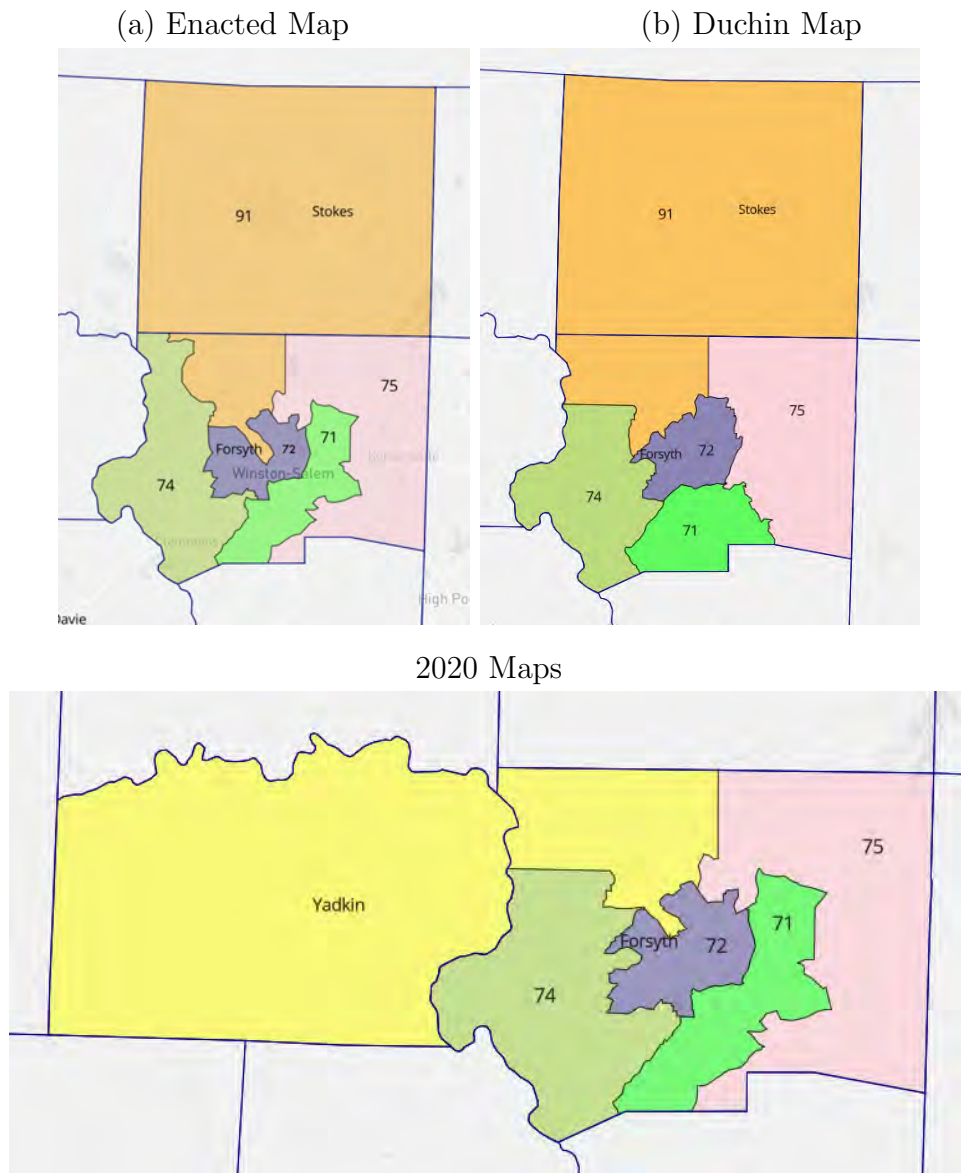 (a) Enacted Map
(b) Duchin Map
91
Stokes
75
71
Forsyth
72
Winston-Salem
74
Clemmons
High Po
Davie
91
Stokes
75
72
Forsyth
74
71
2020 Maps
75
Yadkin
71
Forsyth
72
74